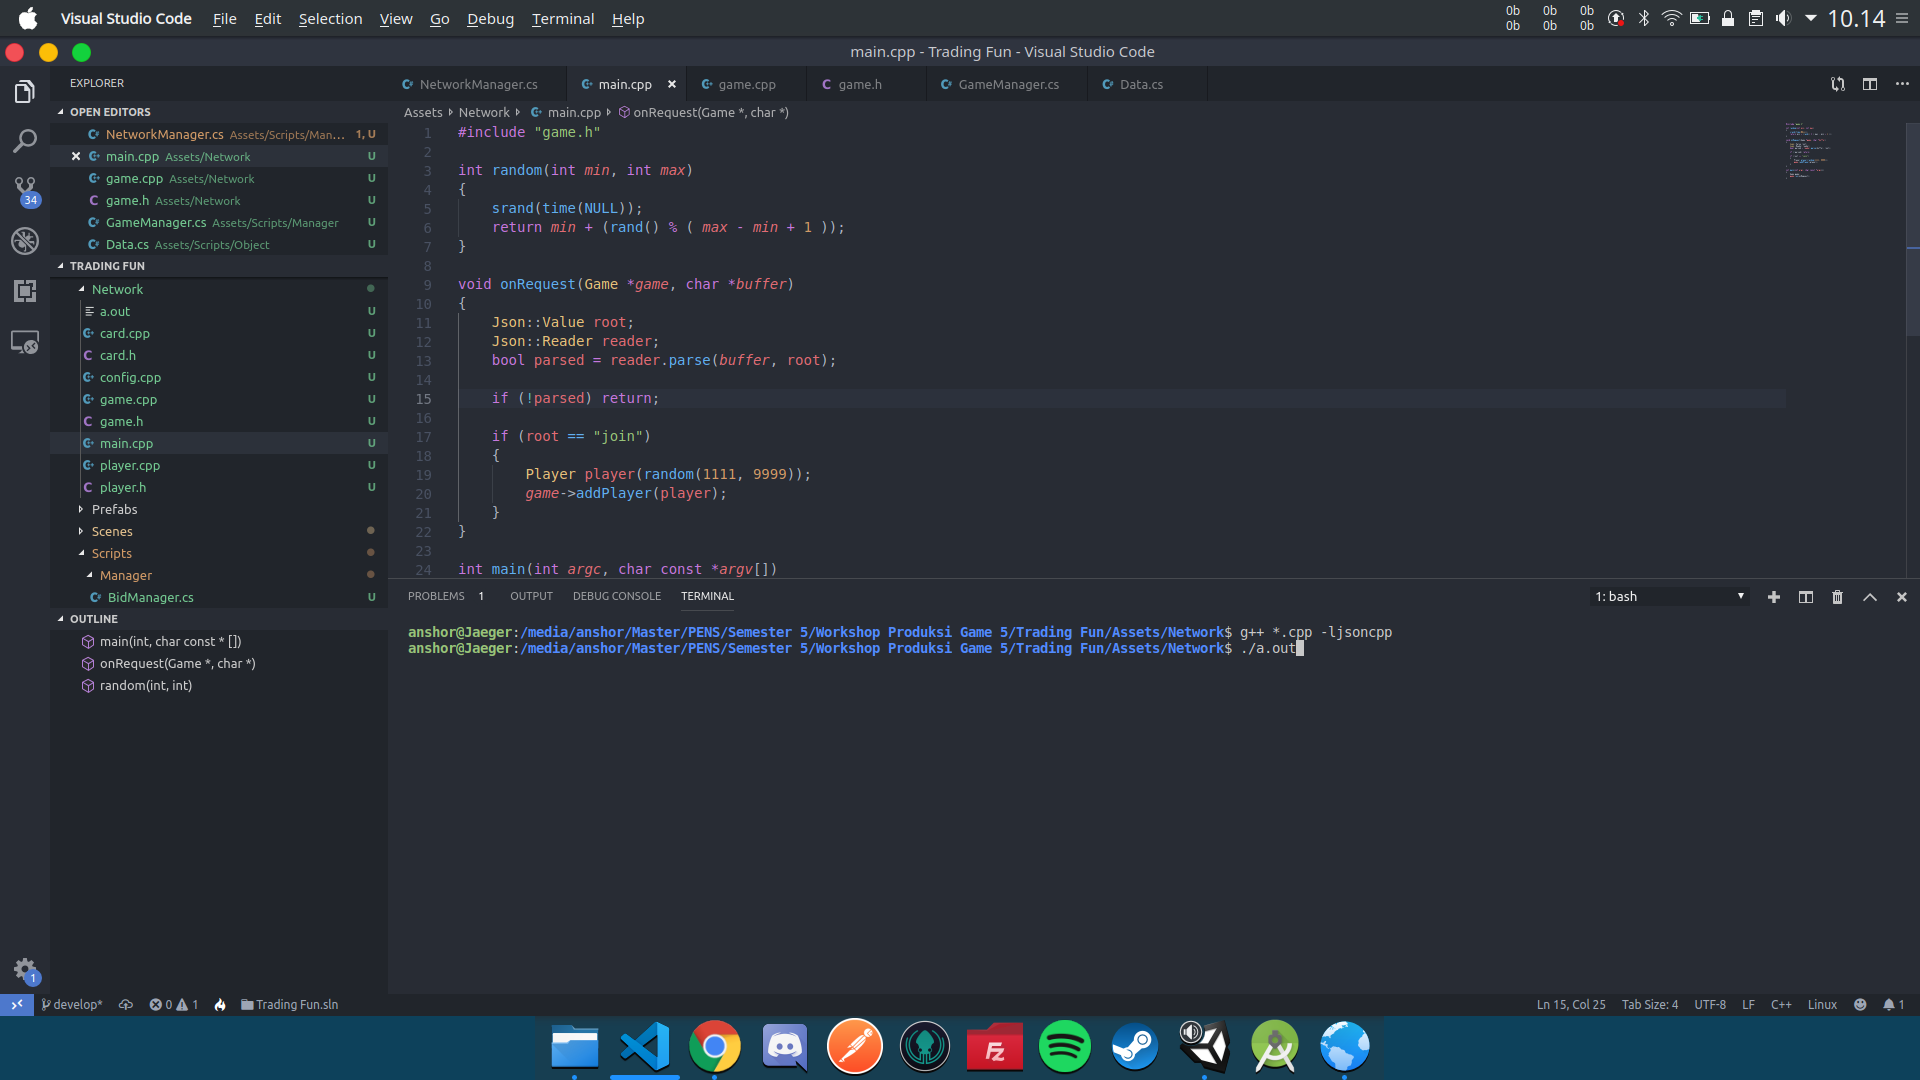 Visual Studio Code File Edit Selection View Go Debug Terminal Help
0b 0b 0b
0b 0b 0b
10.14
main.cpp - Trading Fun - Visual Studio Code
EXPLORER
OPEN EDITORS
NetworkManager.cs Assets/Scripts/Man... 1, U
main.cpp Assets/Network U
game.cpp Assets/Network U
game.h Assets/Network U
GameManager.cs Assets/Scripts/Manager U
Data.cs Assets/Scripts/Object U
TRADING FUN
Network
a.out U
card.cpp U
card.h U
config.cpp U
game.cpp U
game.h U
main.cpp U
player.cpp U
player.h U
Prefabs
Scenes
Scripts
Manager
BidManager.cs U
OUTLINE
main(int, char const * [])
onRequest(Game *, char *)
random(int, int)
34
1
NetworkManager.cs main.cpp game.cpp game.h GameManager.cs Data.cs
Assets Network main.cpp onRequest(Game *, char *)
1 #include "game.h"
2
3 int random(int min, int max)
4 {
5 srand(time(NULL));
6 return min + (rand() % ( max - min + 1 ));
7 }
8
9 void onRequest(Game *game, char *buffer)
10 {
11 Json::Value root;
12 Json::Reader reader;
13 bool parsed = reader.parse(buffer, root);
14
15 if (!parsed) return;
16
17 if (root == "join")
18 {
19 Player player(random(1111, 9999));
20 game->addPlayer(player);
21 }
22 }
23
24 int main(int argc, char const *argv[])
PROBLEMS 1 OUTPUT DEBUG CONSOLE TERMINAL 1: bash
anshor@Jaeger:/media/anshor/Master/PENS/Semester 5/Workshop Produksi Game 5/Trading Fun/Assets/Network$ g++ *.cpp -ljsoncpp
anshor@Jaeger:/media/anshor/Master/PENS/Semester 5/Workshop Produksi Game 5/Trading Fun/Assets/Network$ ./a.out
develop* 0 1 Trading Fun.sln Ln 15, Col 25 Tab Size: 4 UTF-8 LF C++ Linux 1
Fz